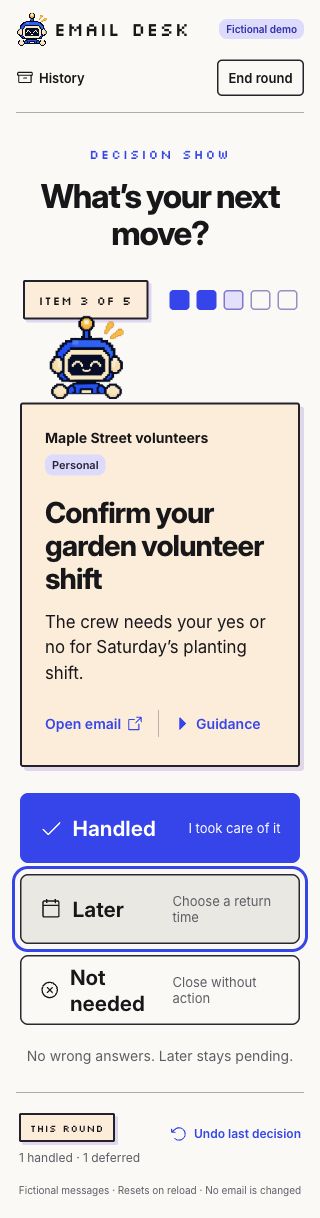 EMAIL DESK
Fictional demo
History
End round
DECISION SHOW
What's your next
move?
ITEM 3 OF 5
Maple Street volunteers
Personal
Confirm your
garden volunteer
shift
The crew needs your yes or
no for Saturday's planting
shift.
Open email
Guidance
Handled
I took care of it
Later
Choose a return
time
Not
needed
Close without
action
No wrong answers. Later stays pending.
THIS ROUND
Undo last decision
1 handled · 1 deferred
Fictional messages · Resets on reload · No email is changed